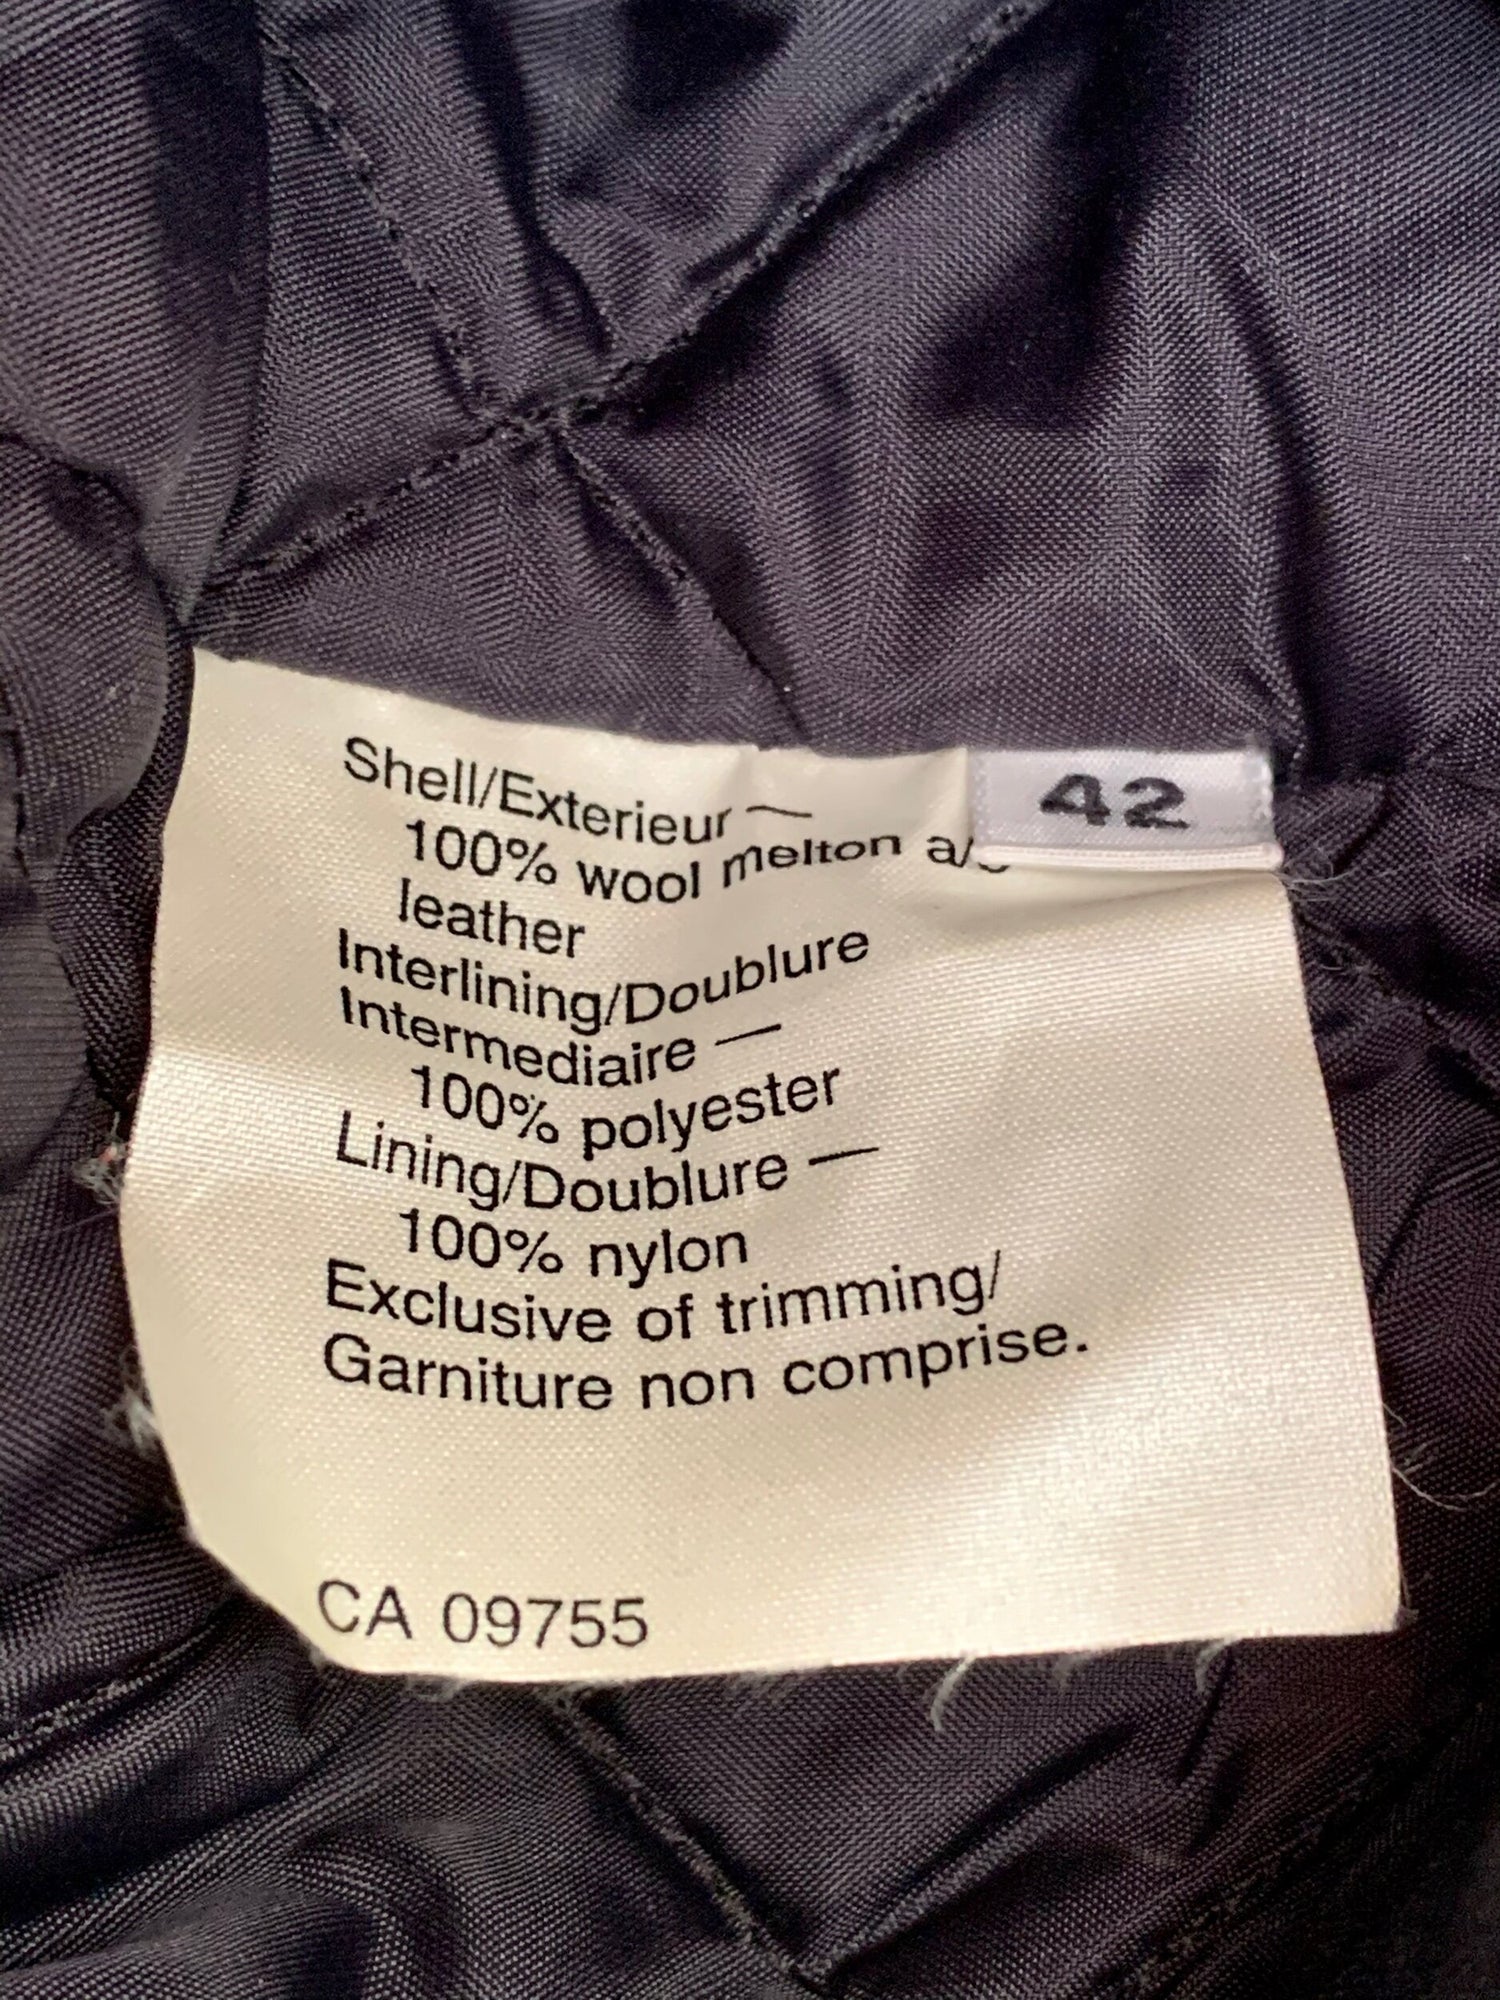 42
Shell/Exterieur —
100% wool melton
leather
Interlining/Doublure
Intermediaire —
100% polyester
Lining/Doublure —
100% nylon
Exclusive of trimming/
Garniture non comprise.
CA 09755